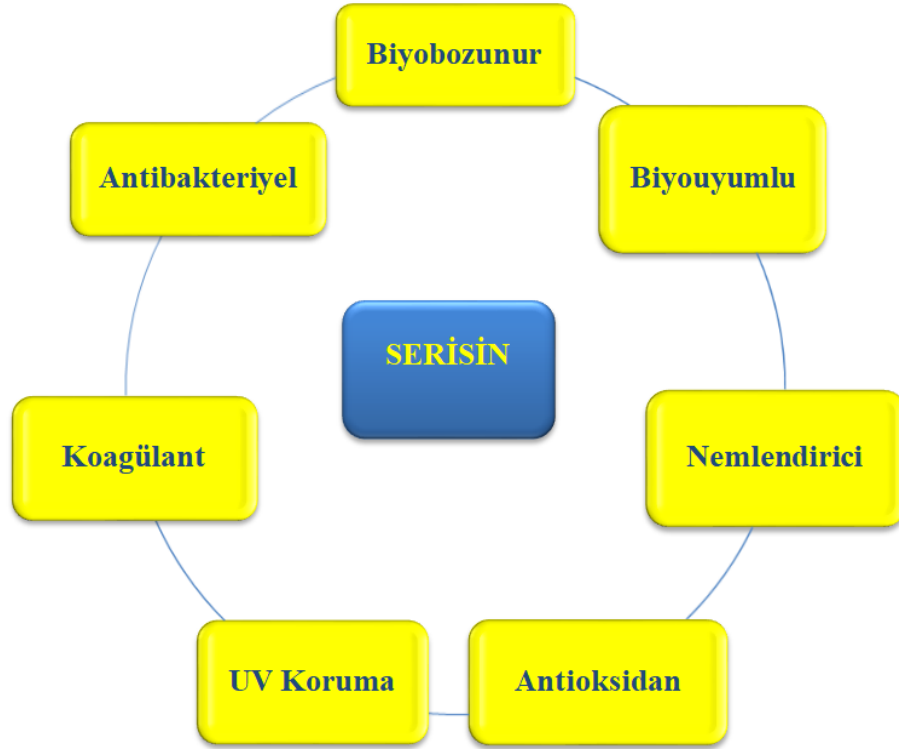 Biyobozunur
Biyouyumlu
Nemlendirici
Antioksidan
UV Koruma
Koagülant
Antibakteriyel
SERİSİN